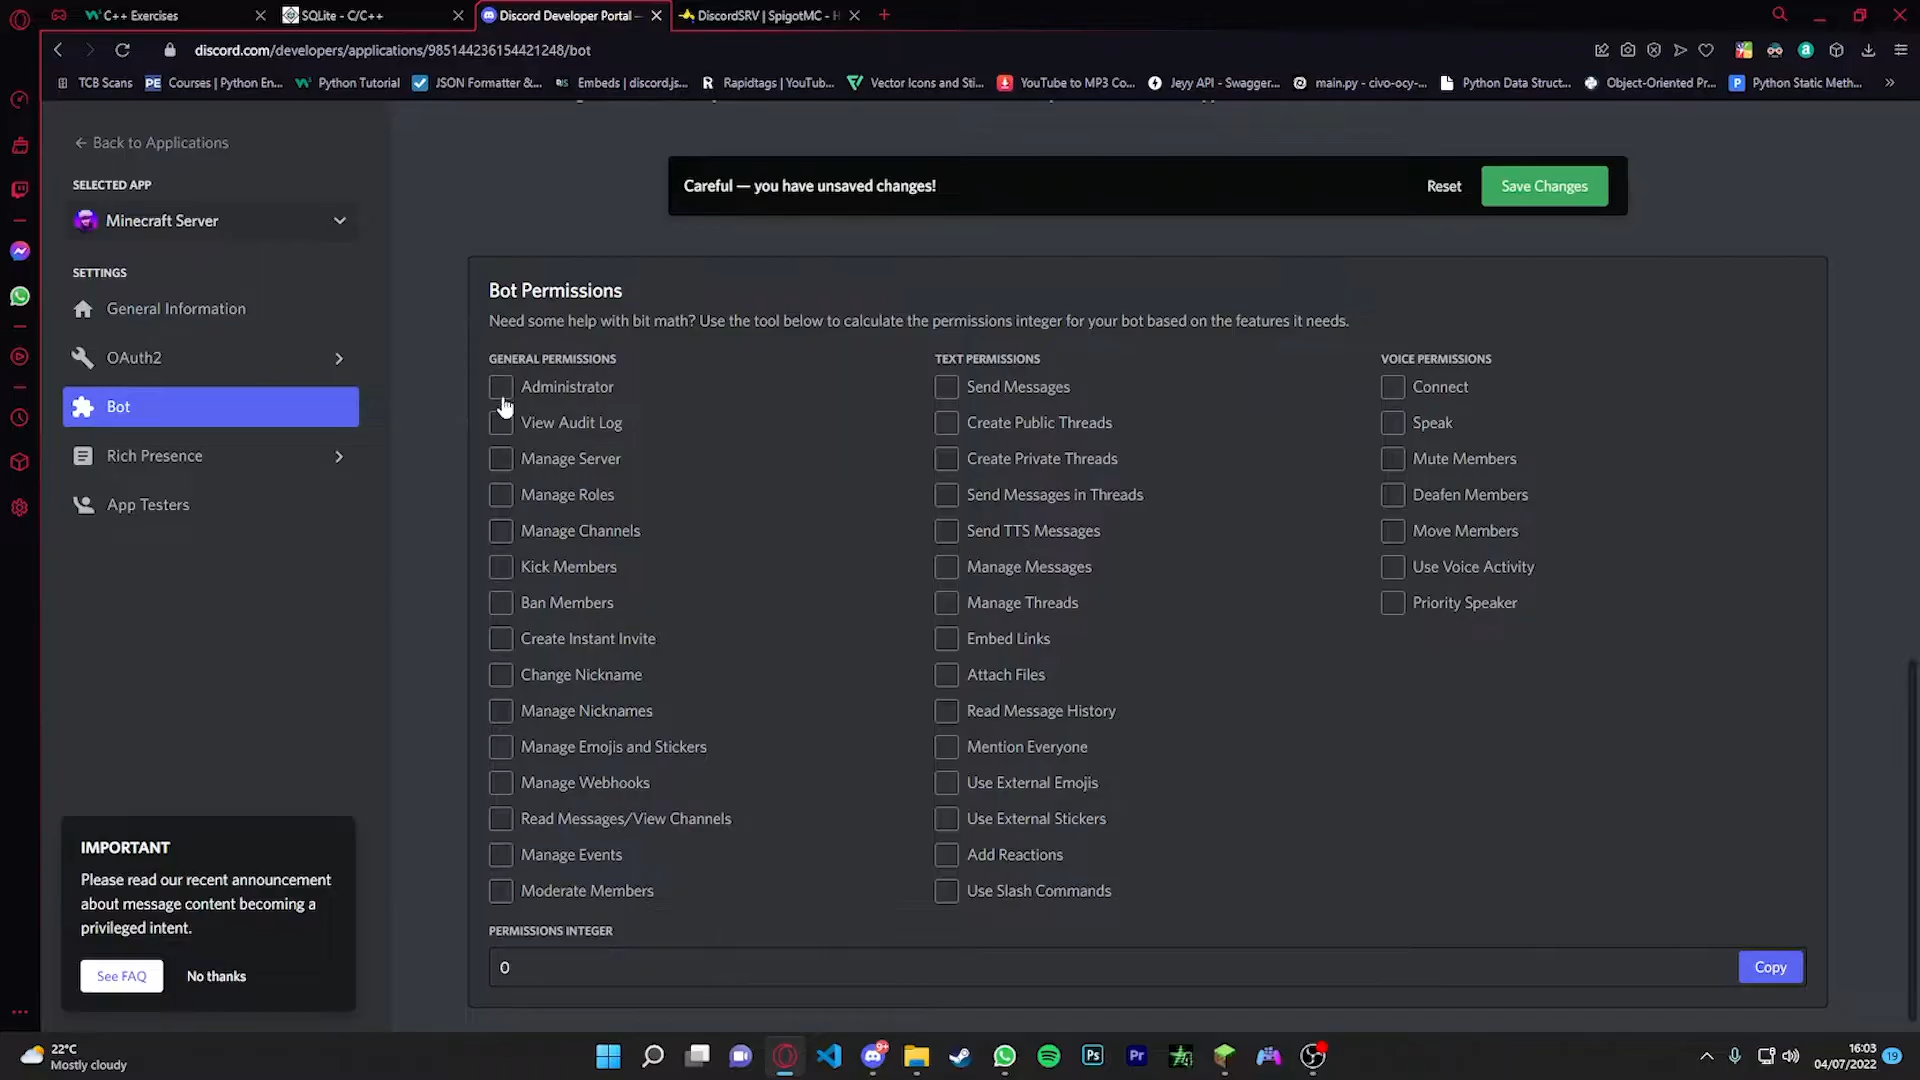 C++ Exercises
SQLite - C/C++
Discord Developer Portal —
DiscordSRV | SpigotMC - H
discord.com/developers/applications/985144236154421248/bot
TCB Scans
PE Courses | Python En...
Python Tutorial
JSON Formatter &...
Embeds | discord.js...
R Rapidtags | YouTub...
Vector Icons and Sti...
YouTube to MP3 Co...
Jeyy API - Swagger...
main.py - civo-ocy-...
Python Data Struct...
Object-Oriented Pr...
P Python Static Meth...
Back to Applications
SELECTED APP
Minecraft Server
SETTINGS
General Information
OAuth2
Bot
Rich Presence
App Testers
IMPORTANT
Please read our recent announcement
about message content becoming a
privileged intent.
See FAQ
No thanks
Careful — you have unsaved changes!
Reset
Save Changes
Bot Permissions
Need some help with bit math? Use the tool below to calculate the permissions integer for your bot based on the features it needs.
GENERAL PERMISSIONS
Administrator
View Audit Log
Manage Server
Manage Roles
Manage Channels
Kick Members
Ban Members
Create Instant Invite
Change Nickname
Manage Nicknames
Manage Emojis and Stickers
Manage Webhooks
Read Messages/View Channels
Manage Events
Moderate Members
TEXT PERMISSIONS
Send Messages
Create Public Threads
Create Private Threads
Send Messages in Threads
Send TTS Messages
Manage Messages
Manage Threads
Embed Links
Attach Files
Read Message History
Mention Everyone
Use External Emojis
Use External Stickers
Add Reactions
Use Slash Commands
VOICE PERMISSIONS
Connect
Speak
Mute Members
Deafen Members
Move Members
Use Voice Activity
Priority Speaker
PERMISSIONS INTEGER
0
Copy
22°C
Mostly cloudy
9+
Ps
Pr
16:03
04/07/2022
19